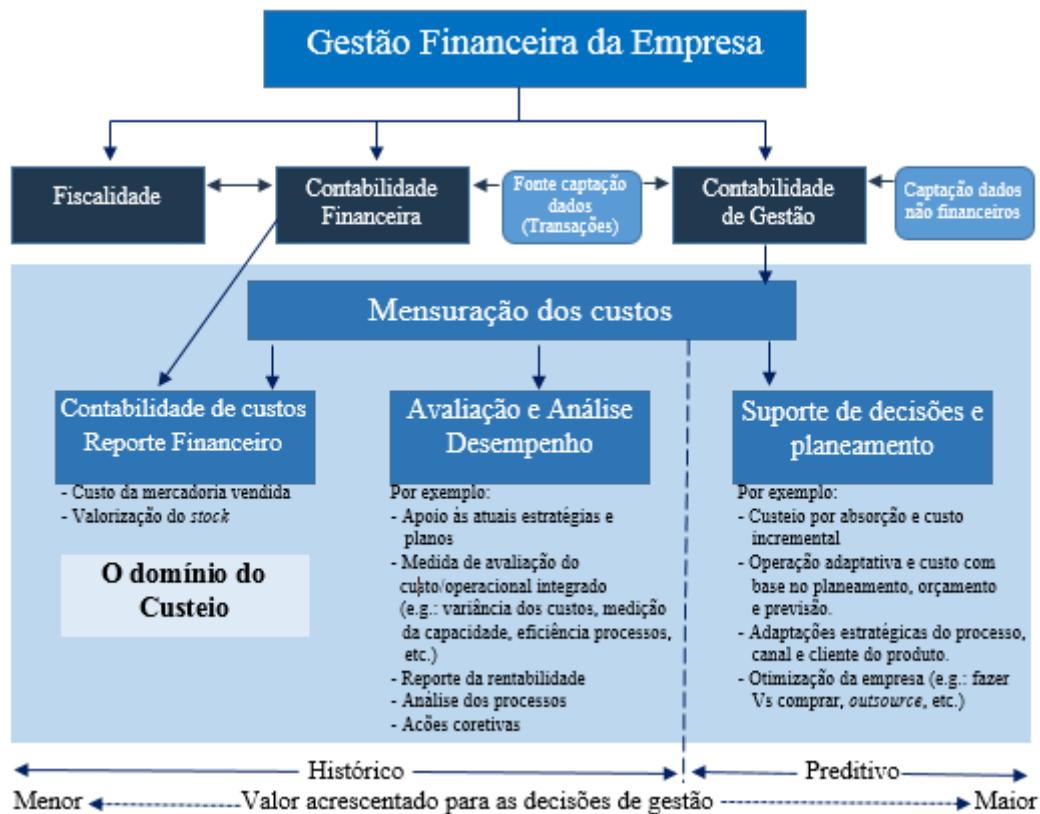 Gestão Financeira da Empresa
Fiscalidade
Contabilidade
Financeira
Fonte captação
dados
(Transações)
Contabilidade
de Gestão
Captação dados
não financeiros
Mensuração dos custos
Contabilidade de custos
Reporte Financeiro
- Custo da mercadoria vendida
- Valorização do stock
O domínio do
Custeio
Avaliação e Análise
Desempenho
Por exemplo:
- Apoio às atuais estratégias e
planos
- Medida de avaliação do
custo/operacional integrado
(e.g.: variância dos custos, medição
da capacidade, eficiência processos,
etc.)
- Reporte da rentabilidade
- Análise dos processos
- Acões coretivas
Suporte de decisões e
planeamento
Por exemplo:
- Custeio por absorção e custo
incremental
- Operação adaptativa e custo com
base no planeamento, orçamento
e previsão.
- Adaptações estratégicas do processo,
canal e cliente do produto.
- Otimização da empresa (e.g.: fazer
Vs comprar, outsource, etc.)
Histórico
Preditivo
Menor
Valor acrescentado para as decisões de gestão
Maior